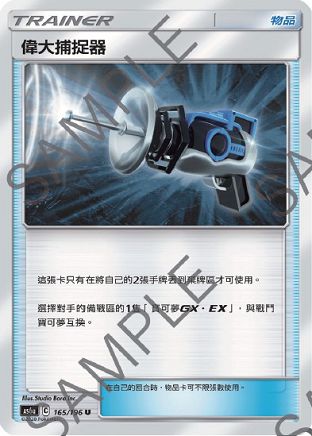 TRAINER 物品
偉大捕捉器
SAMPLE
SAMPLE
SAMPLE
這張卡只有在將自己的2張手牌丟到棄牌區才可使用。
選擇對手的備戰區的1隻「寶可夢GX・EX」,與戰鬥
寶可夢互換。
Illus.Studio Bora Inc.
在自己的回合時,物品卡可不限張數使用。
C 165/196 U
©2020